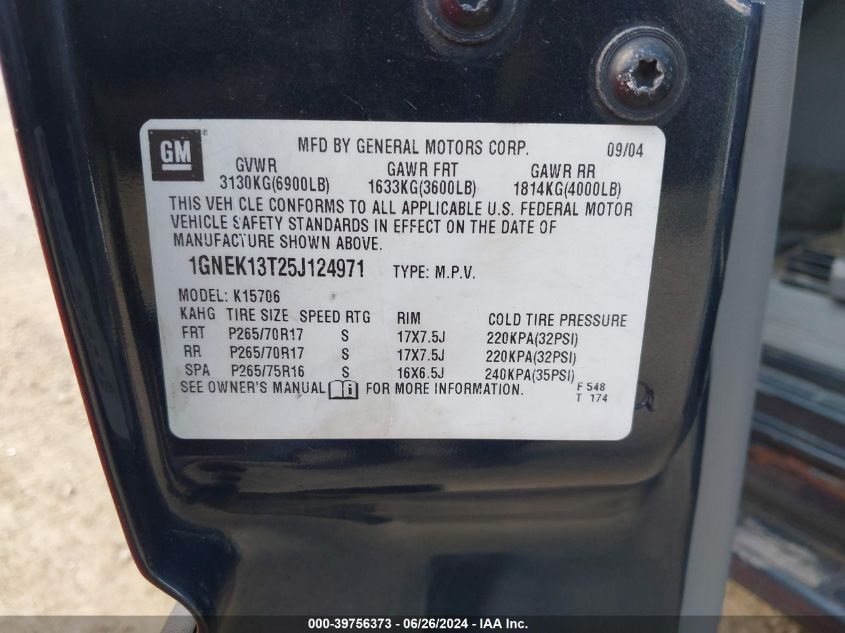 GM ® MFD BY GENERAL MOTORS CORP. 09/04
GVWR GAWR FRT GAWR RR
3130KG(6900LB) 1633KG(3600LB) 1814KG(4000LB)
THIS VEH CLE CONFORMS TO ALL APPLICABLE U.S. FEDERAL MOTOR
VEHICLE SAFETY STANDARDS IN EFFECT ON THE DATE OF
MANUFACTURE SHOWN ABOVE.
1GNEK13T25J124971 TYPE: M.P.V.
MODEL: K15706
KAHG TIRE SIZE SPEED RTG RIM COLD TIRE PRESSURE
FRT P265/70R17 S 17X7.5J 220KPA(32PSI)
RR P265/70R17 S 17X7.5J 220KPA(32PSI)
SPA P265/75R16 S 16X6.5J 240KPA(35PSI)
SEE OWNER'S MANUAL i FOR MORE INFORMATION. F 548
T 174
000-39756373 - 06/26/2024 - IAA Inc.